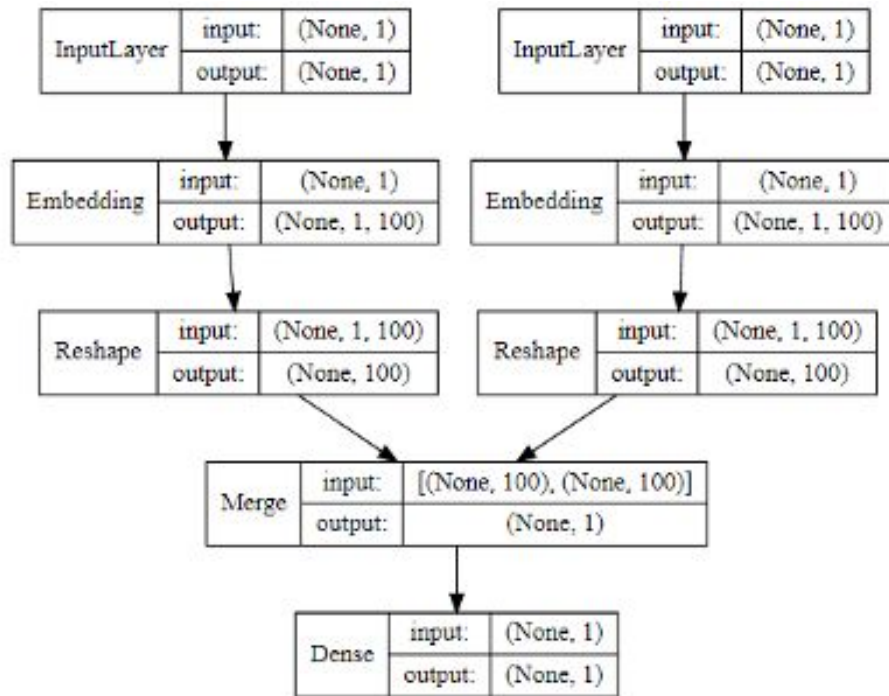 InputLayer input: (None, 1) output: (None, 1)
InputLayer input: (None, 1) output: (None, 1)
Embedding input: (None, 1) output: (None, 1, 100)
Embedding input: (None, 1) output: (None, 1, 100)
Reshape input: (None, 1, 100) output: (None, 100)
Reshape input: (None, 1, 100) output: (None, 100)
Merge input: [(None, 100), (None, 100)] output: (None, 1)
Dense input: (None, 1) output: (None, 1)